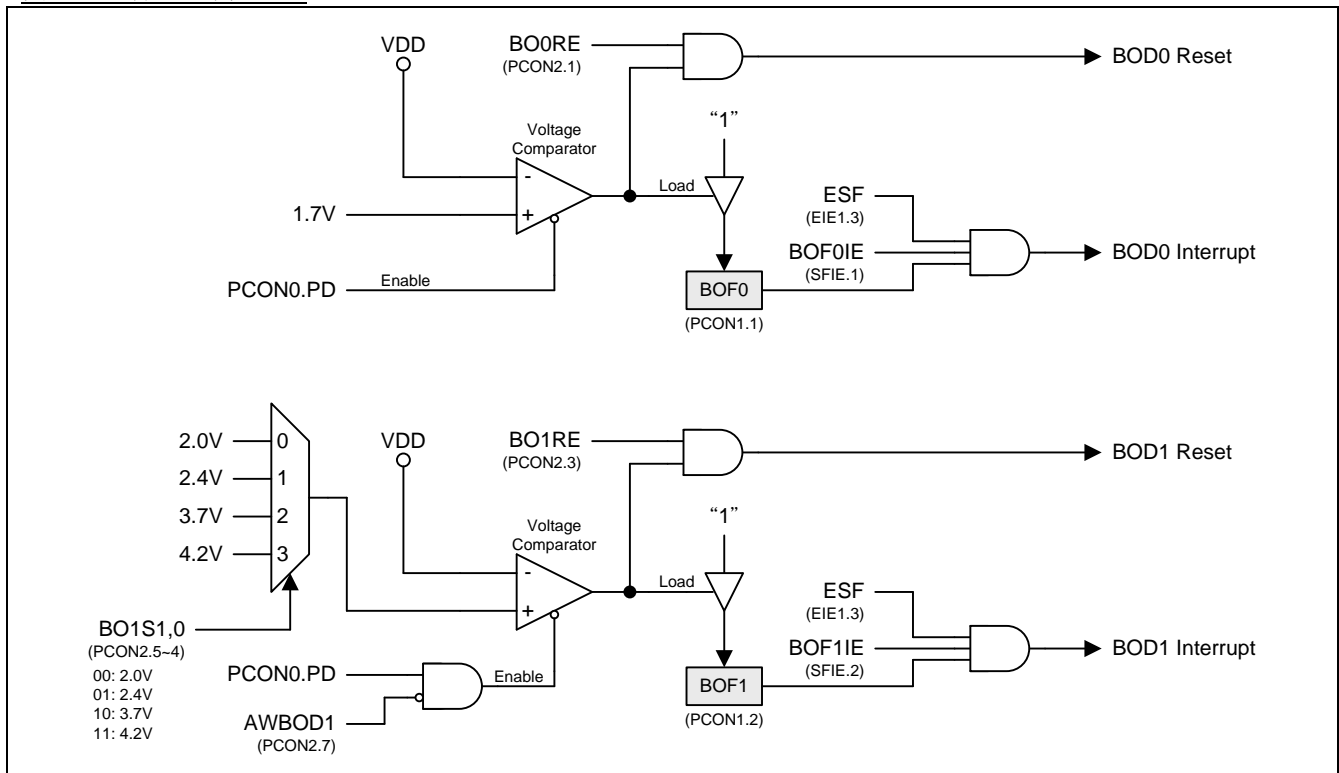 VDD
BO0RE
(PCON2.1)
BOD0 Reset
Voltage
Comparator
"1"
-
Load
1.7V
+
ESF
(EIE1.3)
BOF0IE
(SFIE.1)
BOD0 Interrupt
PCON0.PD
Enable
BOF0
(PCON1.1)
2.0V
0
2.4V
1
3.7V
2
4.2V
3
VDD
BO1RE
(PCON2.3)
BOD1 Reset
Voltage
Comparator
"1"
-
Load
+
ESF
(EIE1.3)
BOF1IE
(SFIE.2)
BOD1 Interrupt
BO1S1,0
(PCON2.5~4)
00: 2.0V
01: 2.4V
10: 3.7V
11: 4.2V
PCON0.PD
Enable
AWBOD1
(PCON2.7)
BOF1
(PCON1.2)